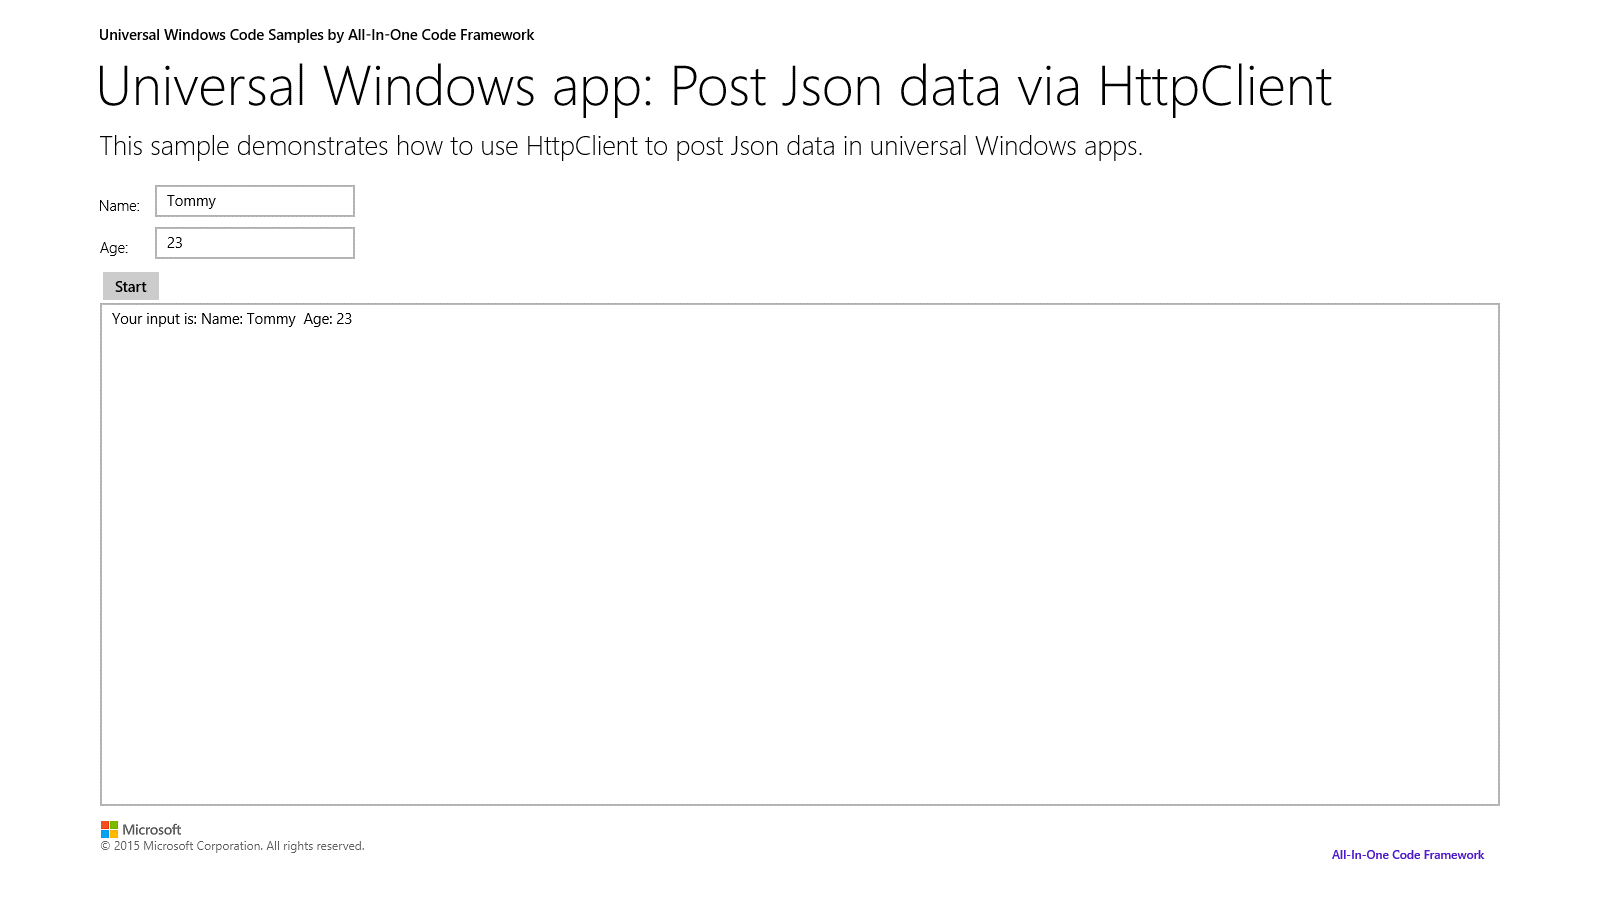 Universal Windows Code Samples by All-In-One Code Framework
Universal Windows app: Post Json data via HttpClient
This sample demonstrates how to use HttpClient to post Json data in universal Windows apps.
Name: Tommy
Age: 23
Start
Your input is: Name: Tommy  Age: 23
Microsoft
© 2015 Microsoft Corporation. All rights reserved.
All-In-One Code Framework